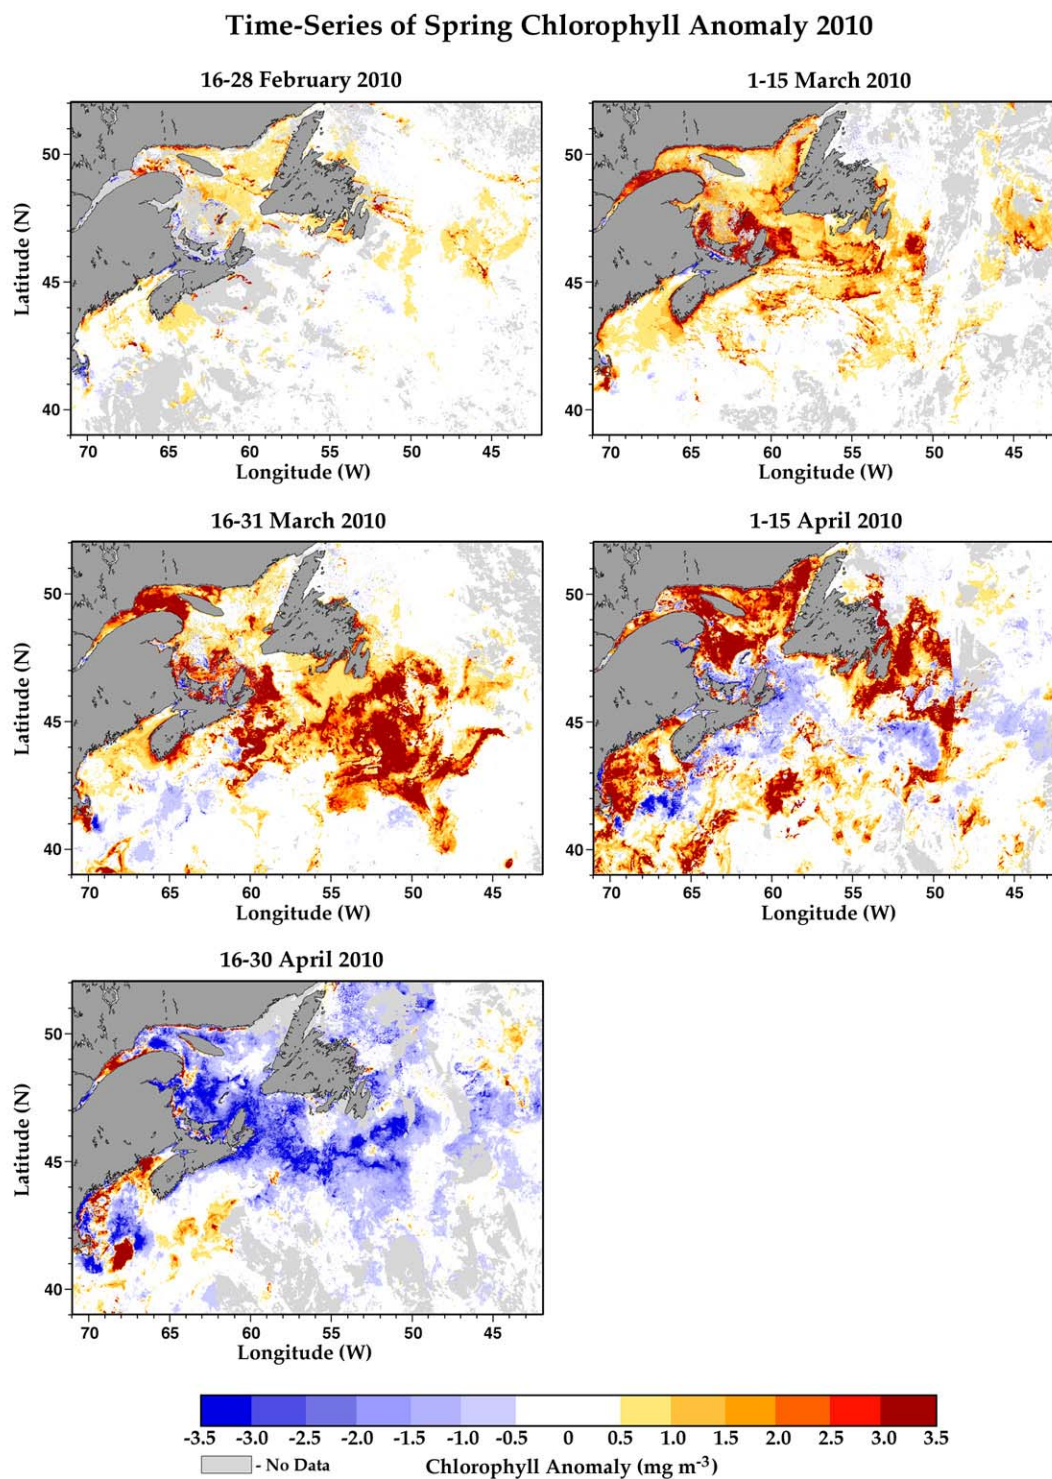 Time-Series of Spring Chlorophyll Anomaly 2010
16-28 February 2010
1-15 March 2010
50
45
40
Latitude (N)
70 65 60 55 50 45
Longitude (W)
50
45
40
70 65 60 55 50 45
Longitude (W)
16-31 March 2010
1-15 April 2010
50
45
40
Latitude (N)
70 65 60 55 50 45
Longitude (W)
50
45
40
70 65 60 55 50 45
Longitude (W)
16-30 April 2010
50
45
40
Latitude (N)
70 65 60 55 50 45
Longitude (W)
-3.5 -3.0 -2.5 -2.0 -1.5 -1.0 -0.5 0 0.5 1.0 1.5 2.0 2.5 3.0 3.5
- No Data
Chlorophyll Anomaly (mg m⁻³)